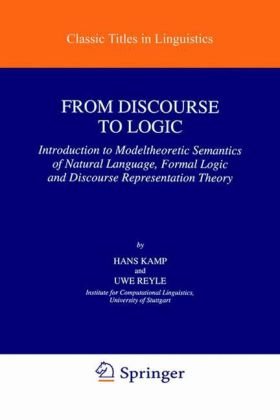 Classic Titles in Linguistics
FROM DISCOURSE
TO LOGIC
Introduction to Modeltheoretic Semantics
of Natural Language, Formal Logic
and Discourse Representation Theory
by
HANS KAMP
and
UWE REYLE
Institute for Computational Linguistics,
University of Stuttgart
Springer